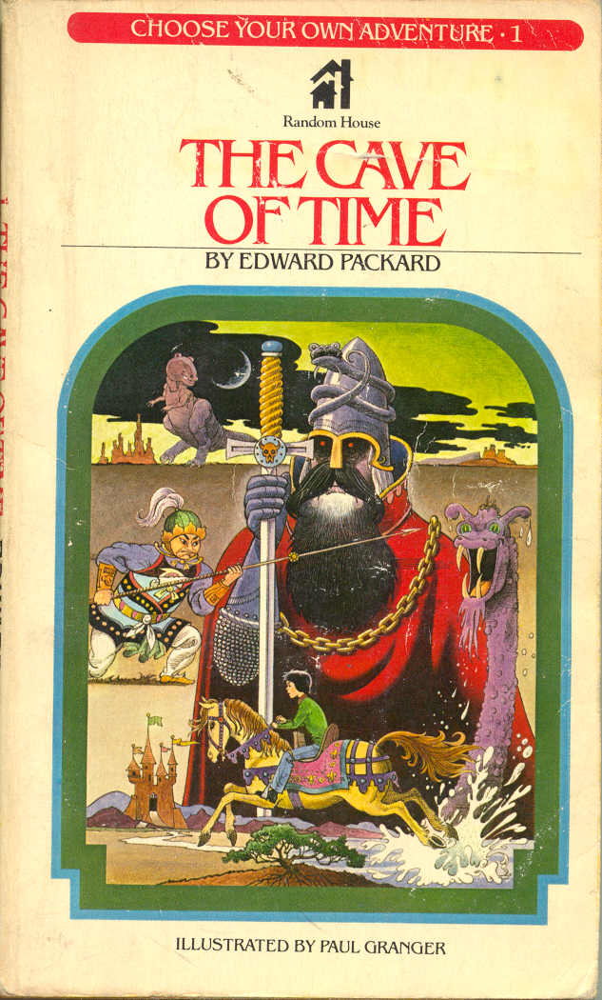 CHOOSE YOUR OWN ADVENTURE · 1
Random House
THE CAVE
OF TIME
BY EDWARD PACKARD
ILLUSTRATED BY PAUL GRANGER